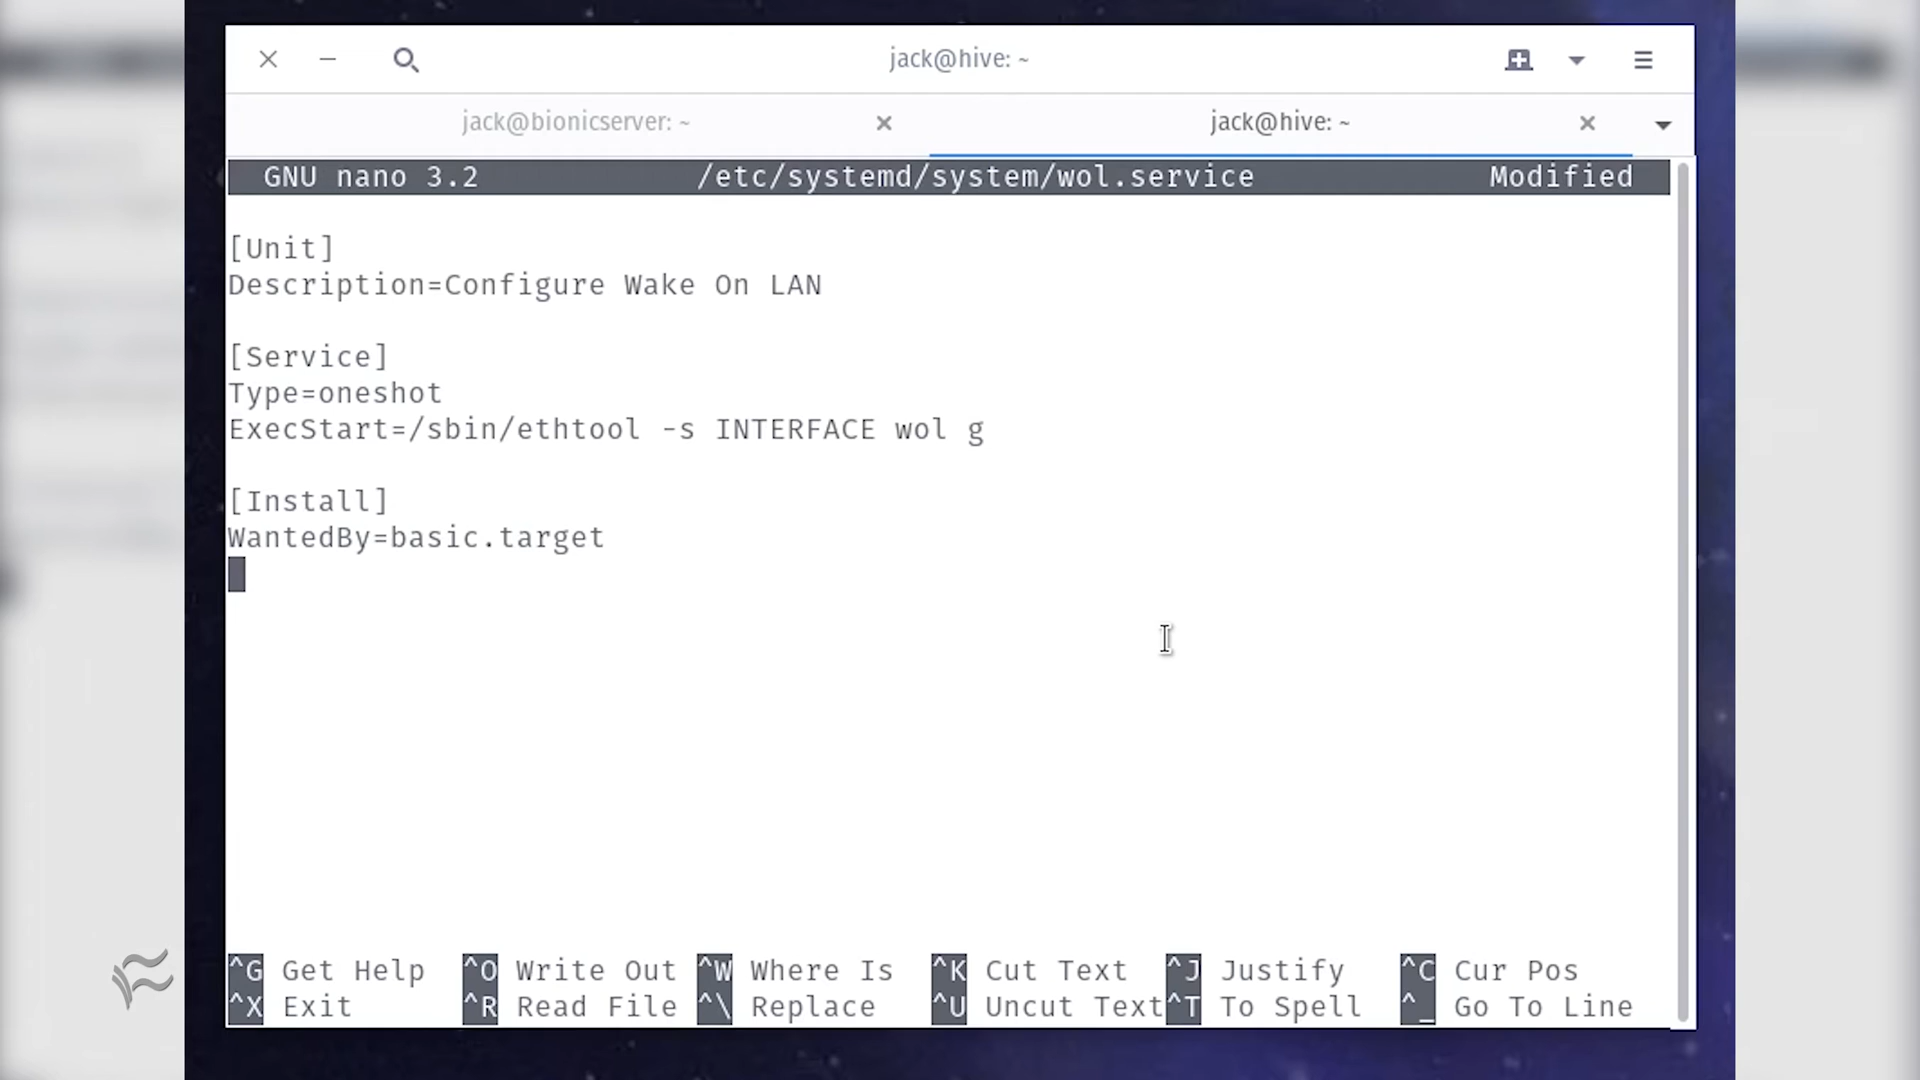 jack@hive: ~
jack@bionicserver: ~ jack@hive: ~
GNU nano 3.2 /etc/systemd/system/wol.service Modified
[Unit]
Description=Configure Wake On LAN
[Service]
Type=oneshot
ExecStart=/sbin/ethtool -s INTERFACE wol g
[Install]
WantedBy=basic.target
^G Get Help ^O Write Out ^W Where Is ^K Cut Text ^J Justify ^C Cur Pos
^X Exit ^R Read File ^\ Replace ^U Uncut Text ^T To Spell ^_ Go To Line